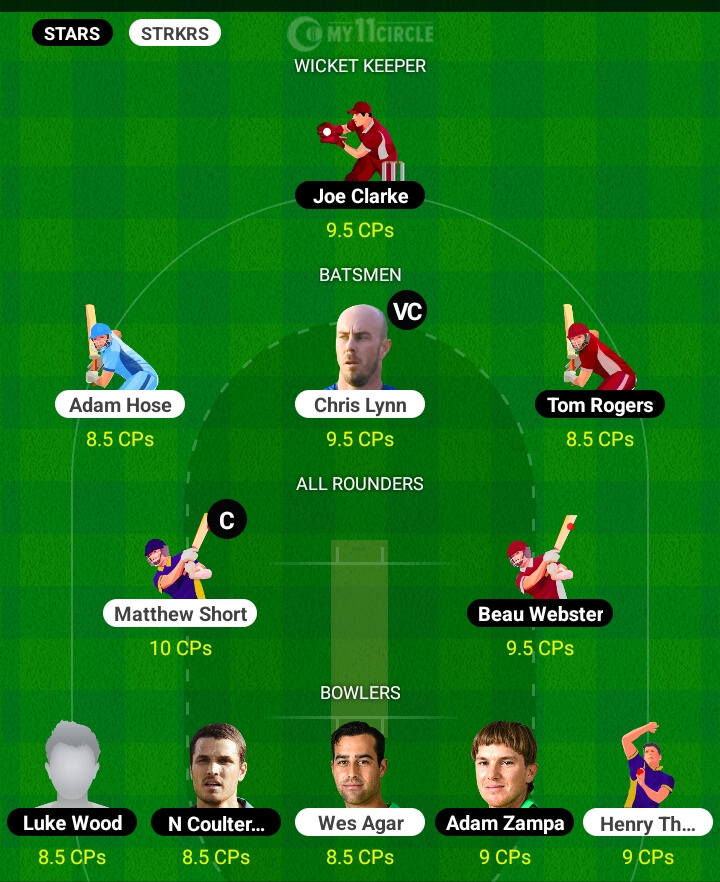 STARS STRKRS MY11CIRCLE
WICKET KEEPER
Joe Clarke
9.5 CPs
BATSMEN
VC
Adam Hose Chris Lynn Tom Rogers
8.5 CPs 9.5 CPs 8.5 CPs
ALL ROUNDERS
C
Matthew Short Beau Webster
10 CPs 9.5 CPs
BOWLERS
Luke Wood N Coulter... Wes Agar Adam Zampa Henry Th...
8.5 CPs 8.5 CPs 8.5 CPs 9 CPs 9 CPs